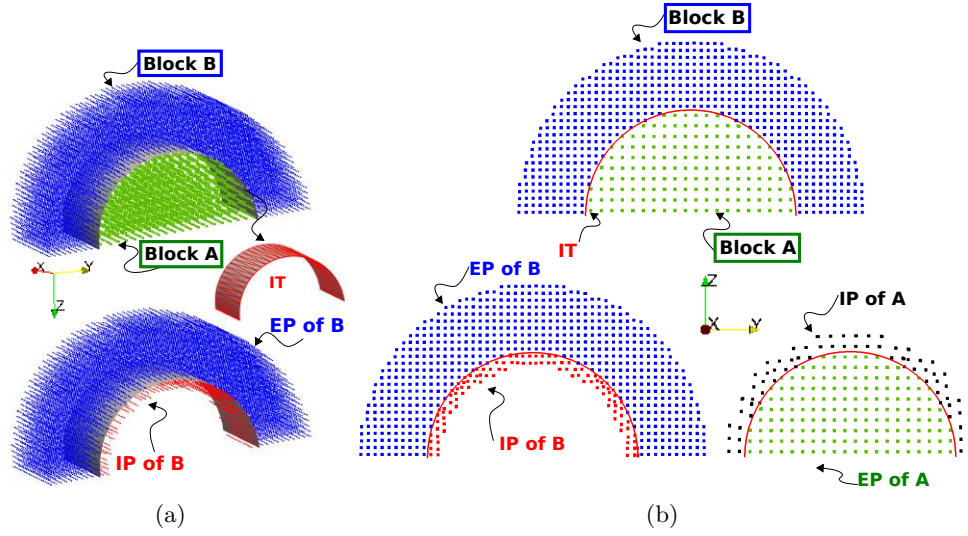 Block B
Block A
X
Y
Z
IT
EP of B
IP of B
(a)
Block B
IT
Block A
EP of B
Z
X
Y
IP of A
IP of B
EP of A
(b)